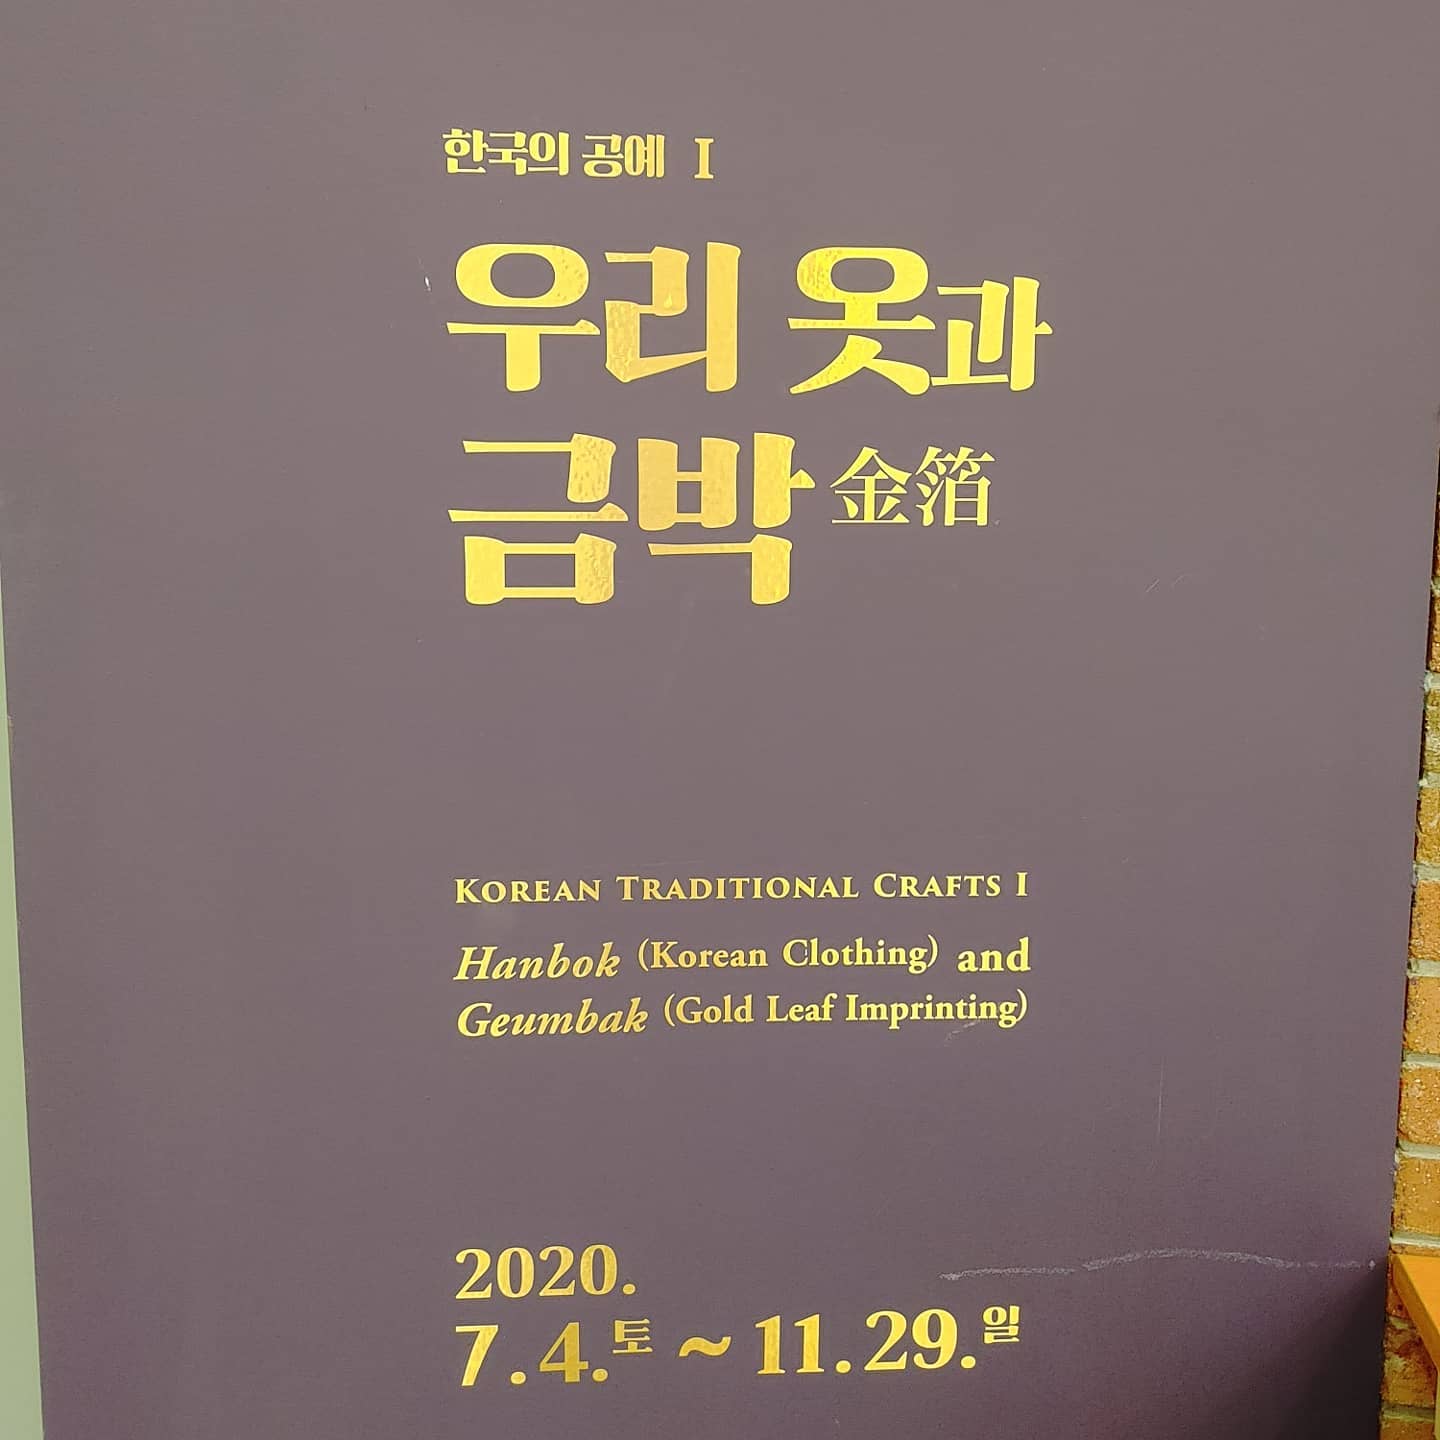 한국의 공예 I
우리 옷과
금박 金箔
KOREAN TRADITIONAL CRAFTS I
Hanbok (Korean Clothing) and
Geumbak (Gold Leaf Imprinting)
2020.
7.4.토 ~ 11.29.일